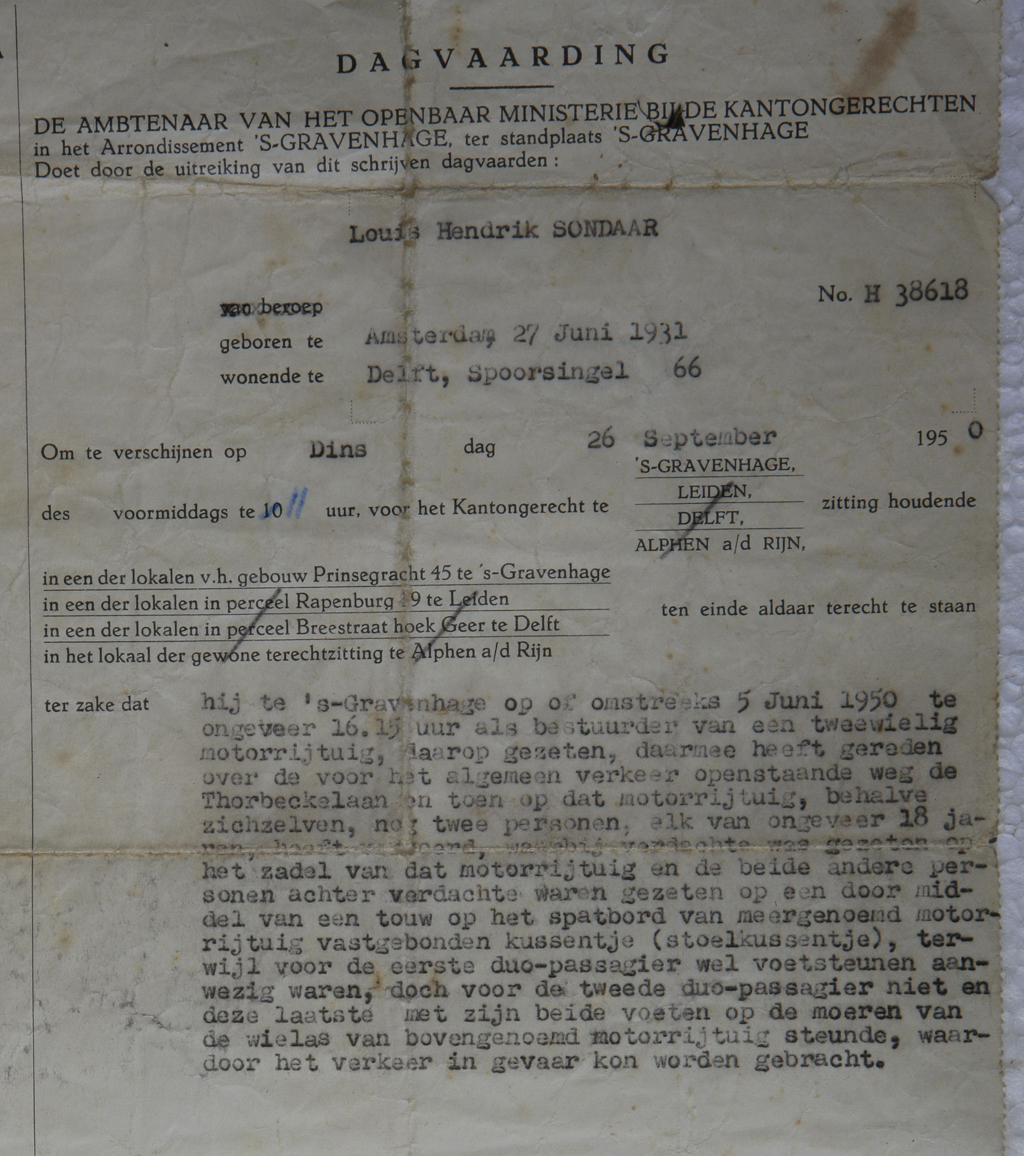 DAGVAARDING
DE AMBTENAAR VAN HET OPENBAAR MINISTERIE BIJ DE KANTONGERECHTEN
in het Arrondissement 'S-GRAVENHAGE, ter standplaats 'S-GRAVENHAGE
Doet door de uitreiking van dit schrijven dagvaarden :
Louis Hendrik SONDAAR
No. H 38618
van beroep
geboren te Amsterdam 27 Juni 1931
wonende te Delft, Spoorsingel 66
Om te verschijnen op Dins dag 26 September 1950
'S-GRAVENHAGE,
LEIDEN,
des voormiddags te 10 uur, voor het Kantongerecht te zitting houdende
DELFT,
ALPHEN a/d RIJN,
in een der lokalen v.h. gebouw Prinsegracht 45 te 's-Gravenhage
in een der lokalen in perceel Rapenburg 9 te Leiden
ten einde aldaar terecht te staan
in een der lokalen in perceel Breestraat hoek Geer te Delft
in het lokaal der gewone terechtzitting te Alphen a/d Rijn
ter zake dat hij te 's-Gravenhage op of omstreeks 5 Juni 1950 te
ongeveer 16.15 uur als bestuurder van een tweewielig
motorrijtuig, daarop gezeten, daarmee heeft gereden
over de voor het algemeen verkeer openstaande weg de
Thorbeckelaan en toen op dat motorrijtuig, behalve
zichzelven, nog twee personen, elk van ongeveer 18 ja-
ren, heeft vervoerd, waarbij verdachte was gezeten op
het zadel van dat motorrijtuig en de beide andere per-
sonen achter verdachte waren gezeten op een door mid-
del van een touw op het spatbord van meergenoemd motor-
rijtuig vastgebonden kussentje (stoelkussentje), ter-
wijl voor de eerste duo-passagier wel voetsteunen aan-
wezig waren, doch voor de tweede duo-passagier niet en
deze laatste met zijn beide voeten op de moeren van
de wielas van bovengenoemd motorrijtuig steunde, waar-
door het verkeer in gevaar kon worden gebracht.